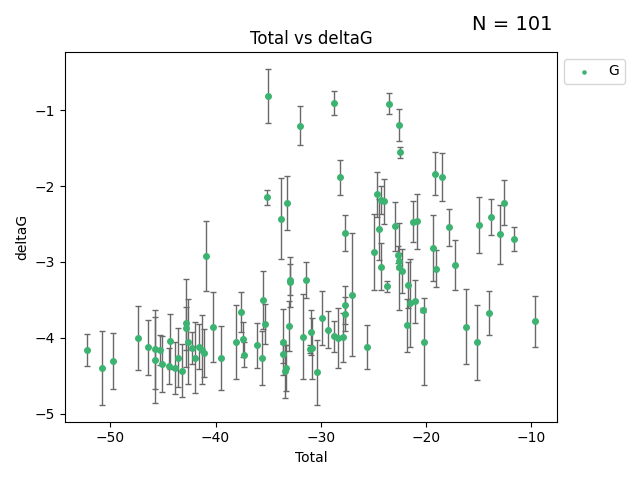 N = 101
Total vs deltaG
G
deltaG
−1
−2
−3
−4
−5
−50
−40
−30
−20
−10
Total